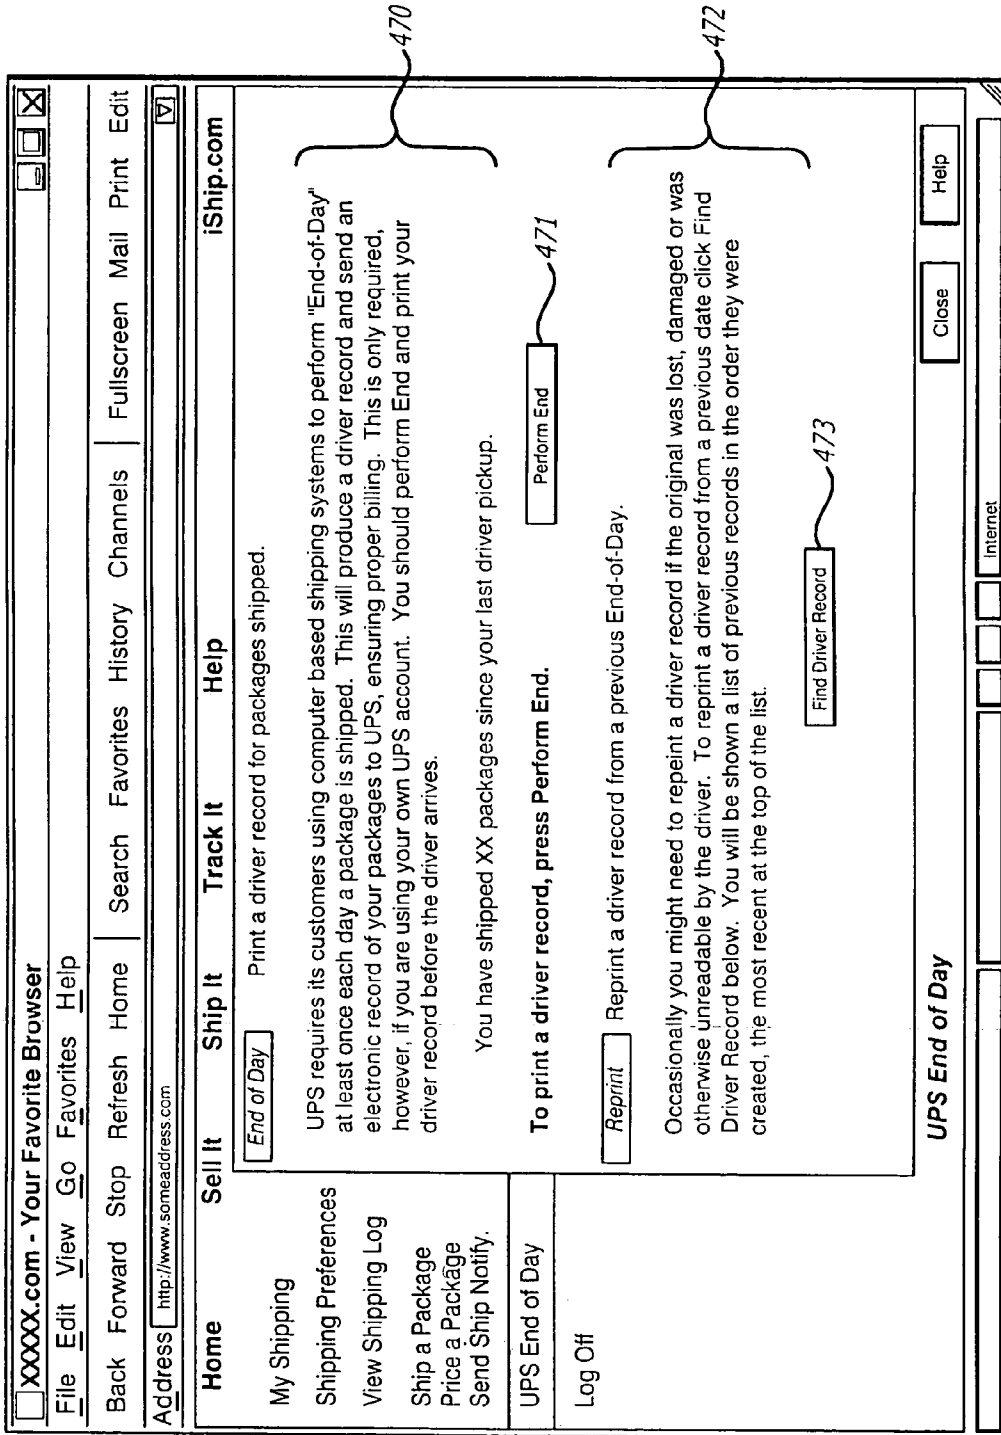 XXXXX.com - Your Favorite Browser
File Edit View Go Favorites Help
Back Forward Stop Refresh Home Search Favorites History Channels Fullscreen Mail Print Edit
Address http://www.someaddress.com
Home Sell It Ship It Track It Help iShip.com
My Shipping
Shipping Preferences
View Shipping Log
Ship a Package
Price a Package
Send Ship Notify.
UPS End of Day
Log Off
End of Day Print a driver record for packages shipped.
UPS requires its customers using computer based shipping systems to perform "End-of-Day"
at least once each day a package is shipped. This will produce a driver record and send an
electronic record of your packages to UPS, ensuring proper billing. This is only required,
however, if you are using your own UPS account. You should perform End and print your
driver record before the driver arrives.
470
You have shipped XX packages since your last driver pickup.
To print a driver record, press Perform End.
Perform End
471
Reprint Reprint a driver record from a previous End-of-Day.
Occasionally you might need to repeint a driver record if the original was lost, damaged or was
otherwise unreadable by the driver. To reprint a driver record from a previous date click Find
Driver Record below. You will be shown a list of previous records in the order they were
created, the most recent at the top of the list.
472
Find Driver Record
473
UPS End of Day
Close Help
Internet